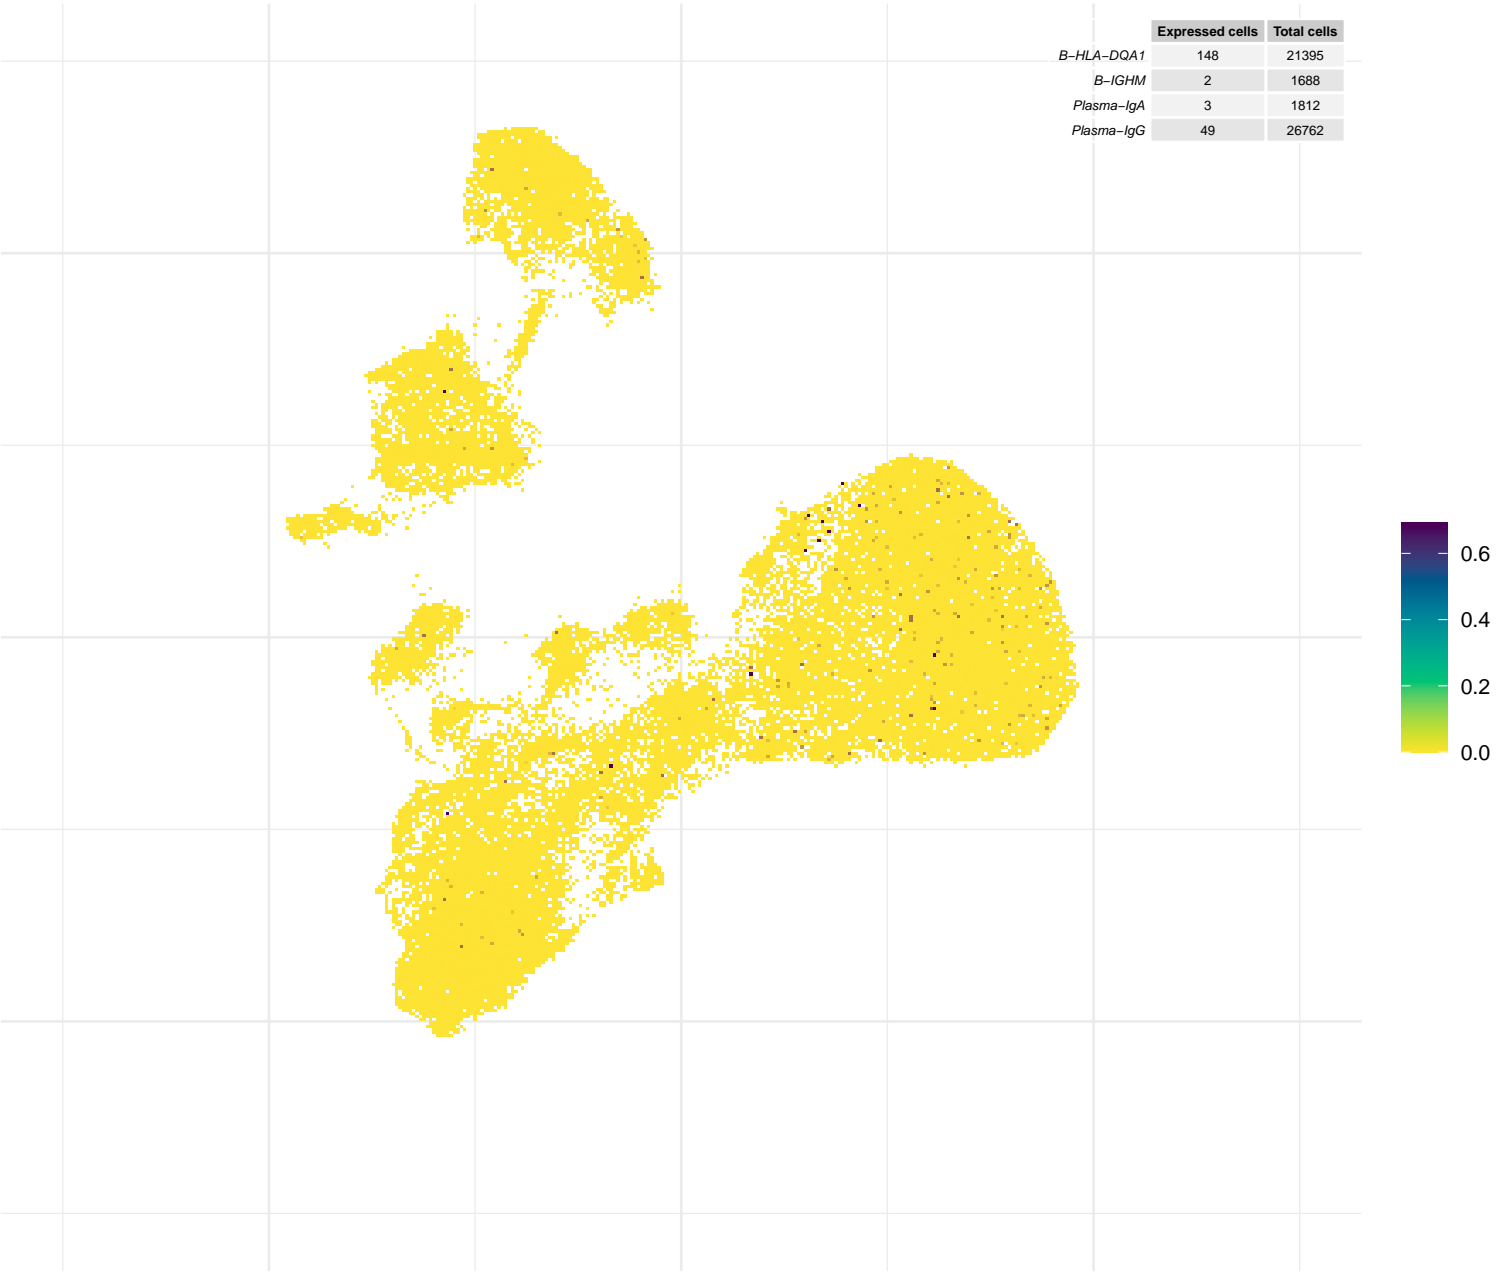 Expressed cells Total cells
B−HLA−DQA1 148 21395
B−IGHM 2 1688
Plasma−IgA 3 1812
Plasma−IgG 49 26762
0.6
0.4
0.2
0.0